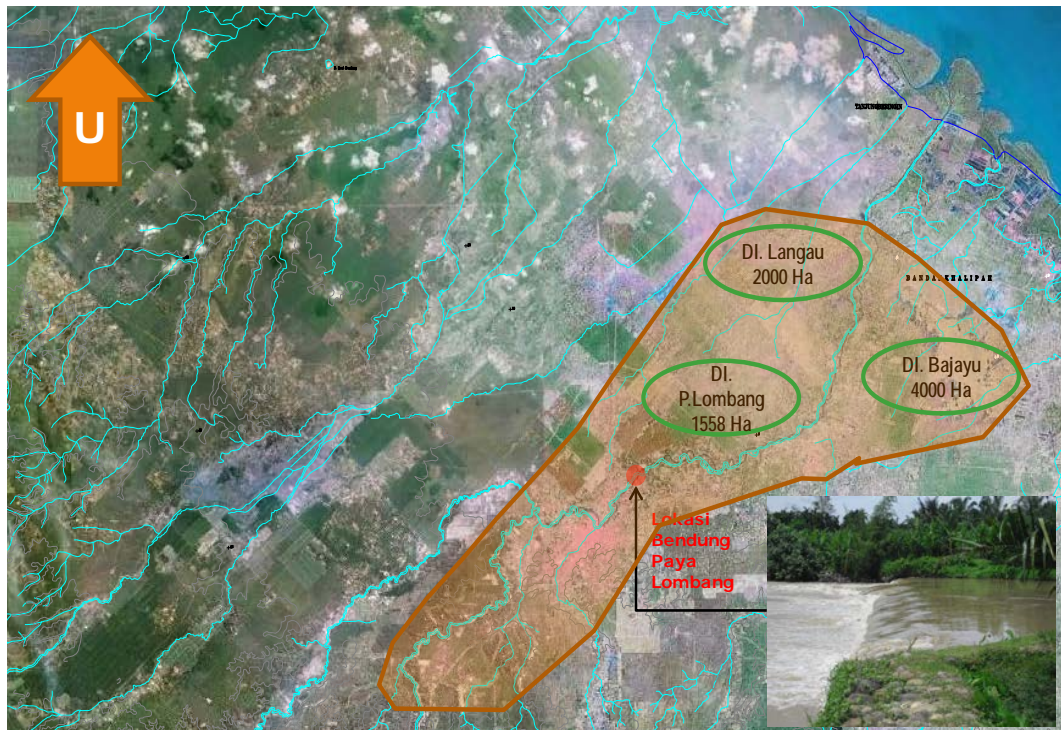 U
DI. Langau
2000 Ha
DI.
P.Lombang
1558 Ha
DI. Bajayu
4000 Ha
Lokasi
Bendung
Paya
Lombang